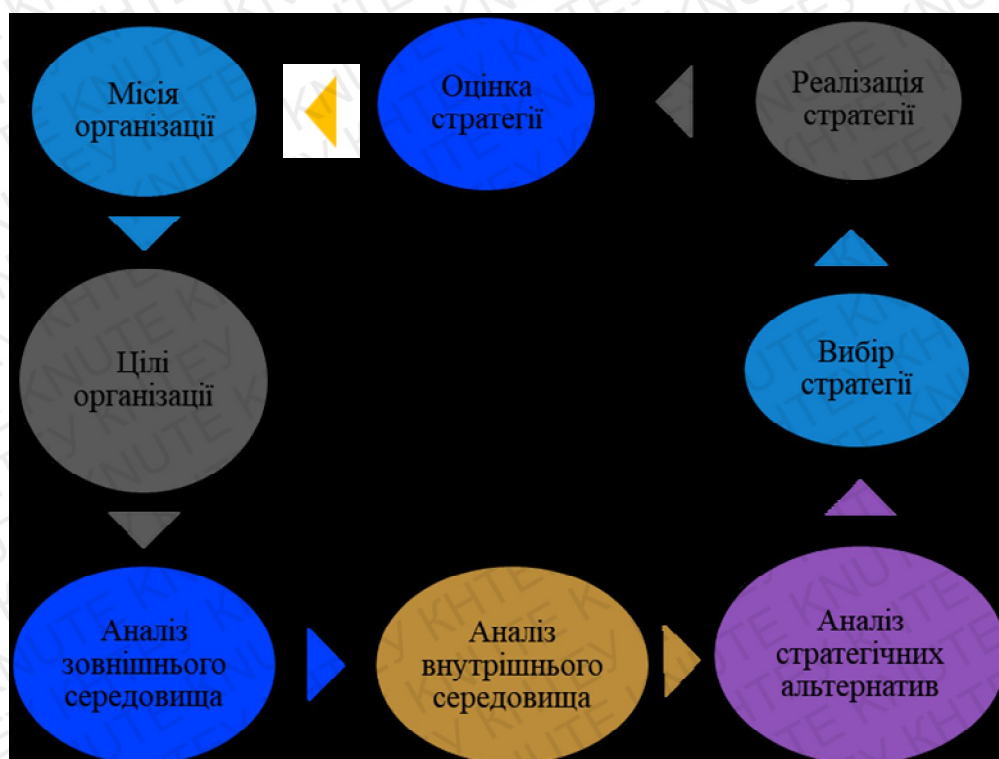 Місія
організації
Оцінка
стратегії
Реалізація
стратегії
Цілі
організації
Вибір
стратегії
Аналіз
зовнішнього
середовища
Аналіз
внутрішнього
середовища
Аналіз
стратегічних
альтернатив